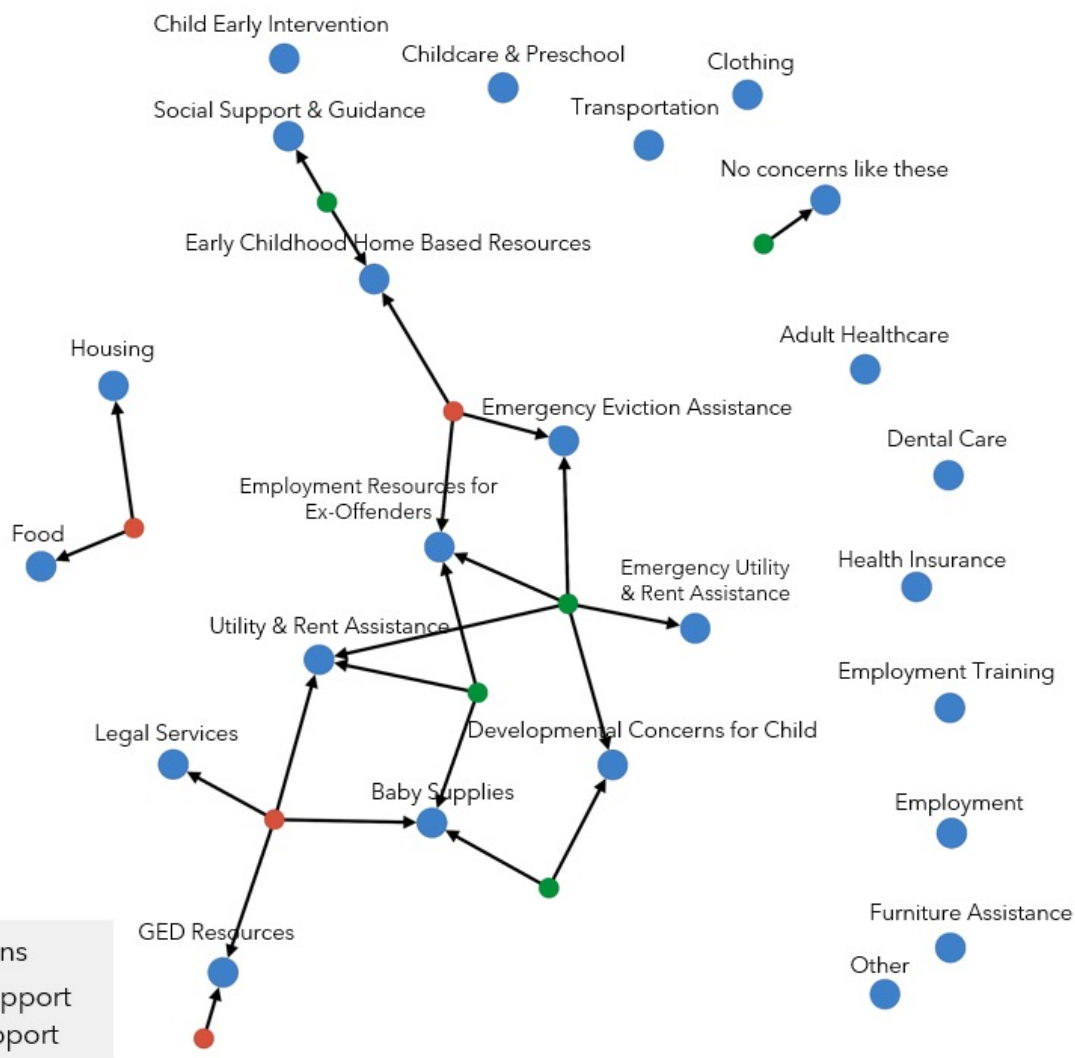 Child Early Intervention
Childcare & Preschool
Clothing
Social Support & Guidance
Transportation
No concerns like these
Early Childhood Home Based Resources
Adult Healthcare
Housing
Emergency Eviction Assistance
Dental Care
Employment Resources for
Ex-Offenders
Food
Health Insurance
Emergency Utility
& Rent Assistance
Utility & Rent Assistance
Employment Training
Developmental Concerns for Child
Legal Services
Baby Supplies
Employment
Furniture Assistance
GED Resources
Other
ns
pport
port